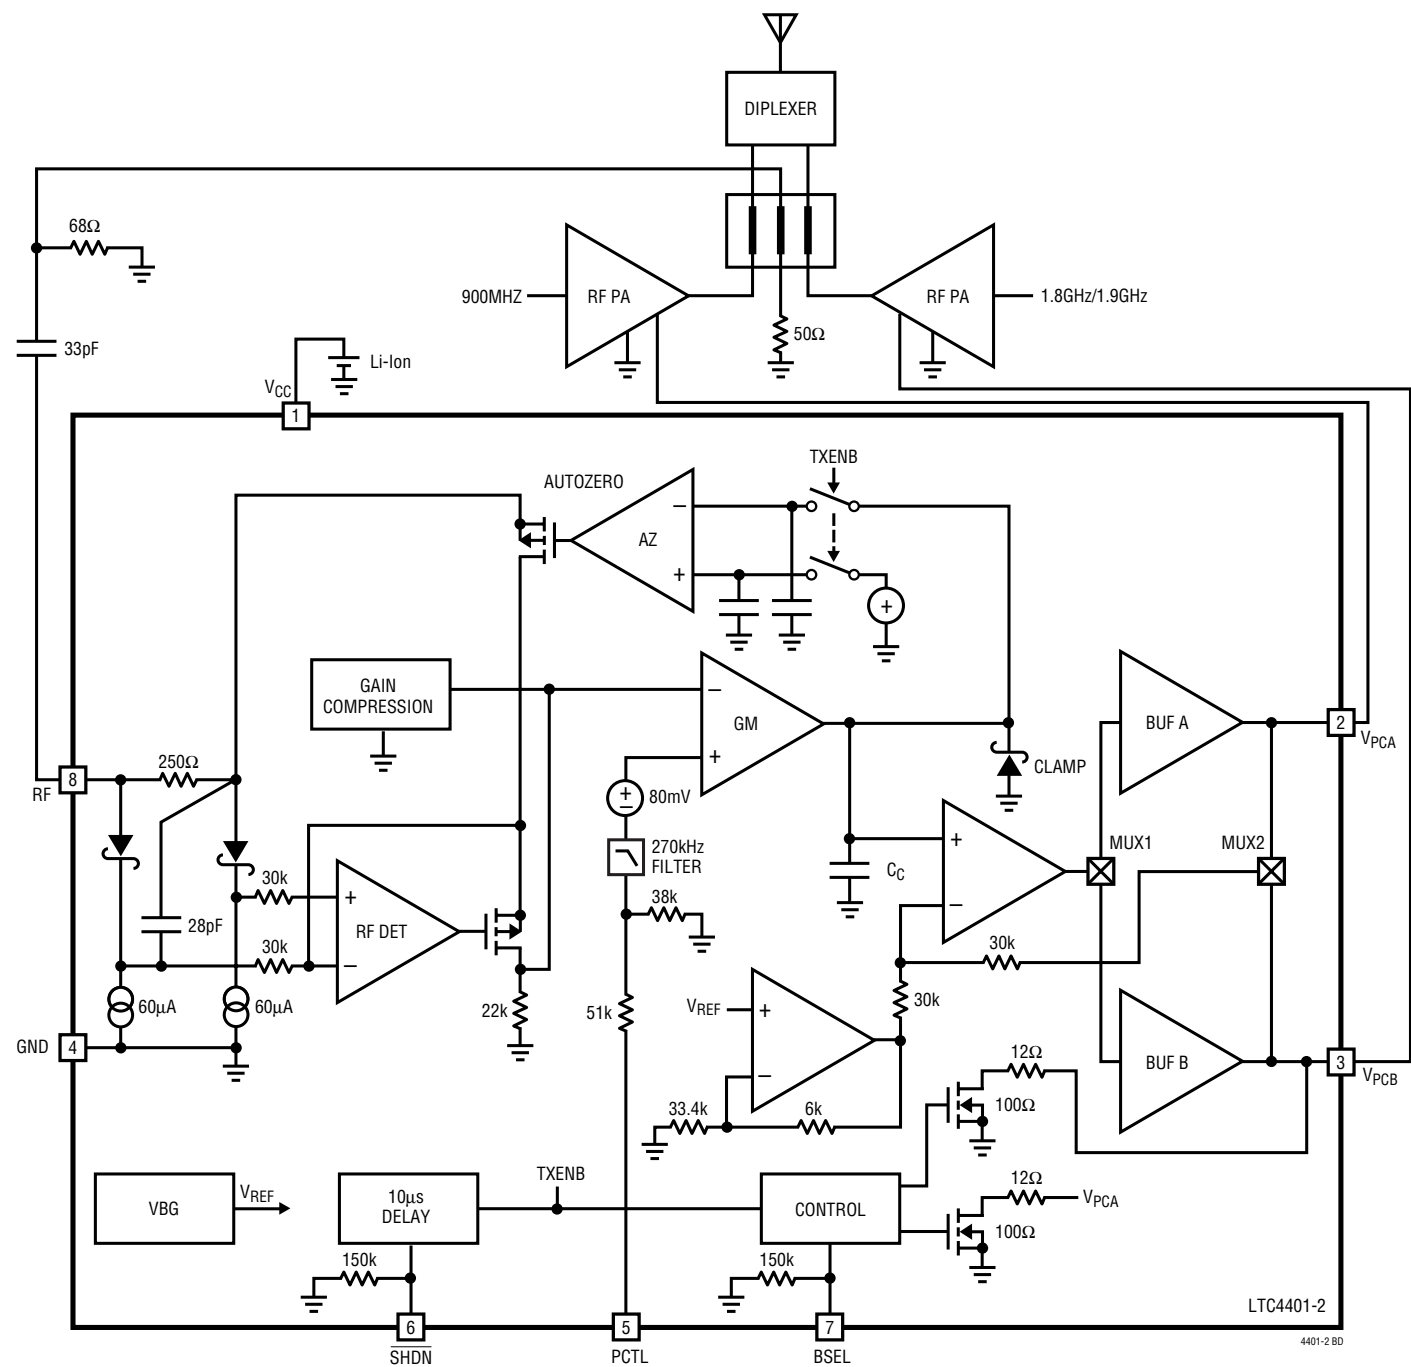 DIPLEXER
68Ω
900MHZ
RF PA
RF PA
1.8GHz/1.9GHz
50Ω
33pF
Li-Ion
VCC
1
TXENB
AUTOZERO
−
AZ
+
+
GAIN
COMPRESSION
−
GM
+
BUF A
2
VPCA
250Ω
CLAMP
8
RF
+
−
80mV
270kHz
FILTER
+
MUX1
MUX2
CC
30k
+
38k
−
28pF
RF DET
30k
−
30k
60µA
60µA
22k
51k
VREF
+
30k
GND
4
12Ω
BUF B
3
VPCB
−
100Ω
33.4k
6k
TXENB
12Ω
VBG
VREF
10µs
DELAY
CONTROL
VPCA
100Ω
150k
150k
LTC4401-2
6
5
7
SHDN
PCTL
BSEL
4401-2 BD